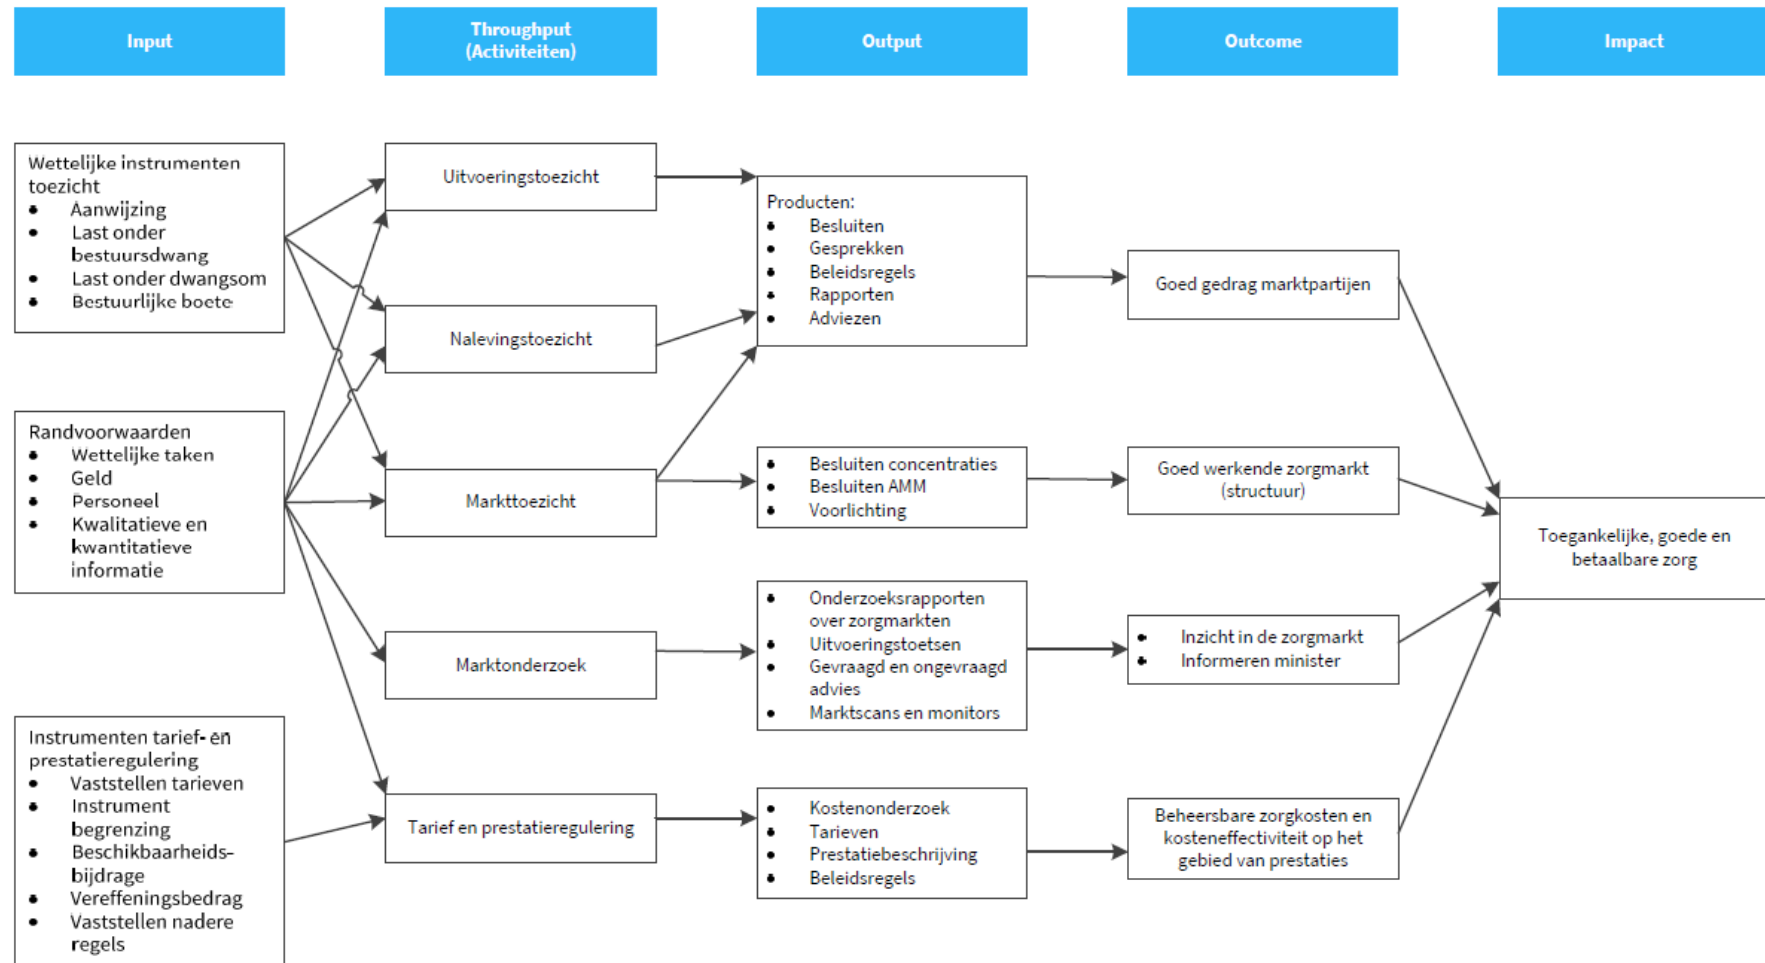 Input
Throughput
(Activiteiten)
Output
Outcome
Impact
Wettelijke instrumenten
toezicht
• Aanwijzing
• Last onder
bestuursdwang
• Last onder dwangsom
• Bestuurlijke boete
Randvoorwaarden
• Wettelijke taken
• Geld
• Personeel
• Kwalitatieve en
kwantitatieve
informatie
Instrumenten tarief- en
prestatieregulering
• Vaststellen tarieven
• Instrument
begrenzing
• Beschikbaarheids-
bijdrage
• Vereffeningsbedrag
• Vaststellen nadere
regels
Uitvoeringstoezicht
Nalevingstoezicht
Markttoezicht
Marktonderzoek
Tarief en prestatieregulering
Producten:
• Besluiten
• Gesprekken
• Beleidsregels
• Rapporten
• Adviezen
• Besluiten concentraties
• Besluiten AMM
• Voorlichting
• Onderzoeksrapporten
over zorgmarkten
• Uitvoeringstoetsen
• Gevraagd en ongevraagd
advies
• Marktscans en monitors
• Kostenonderzoek
• Tarieven
• Prestatiebeschrijving
• Beleidsregels
Goed gedrag marktpartijen
Goed werkende zorgmarkt
(structuur)
• Inzicht in de zorgmarkt
• Informeren minister
Beheersbare zorgkosten en
kosteneffectiviteit op het
gebied van prestaties
Toegankelijke, goede en
betaalbare zorg